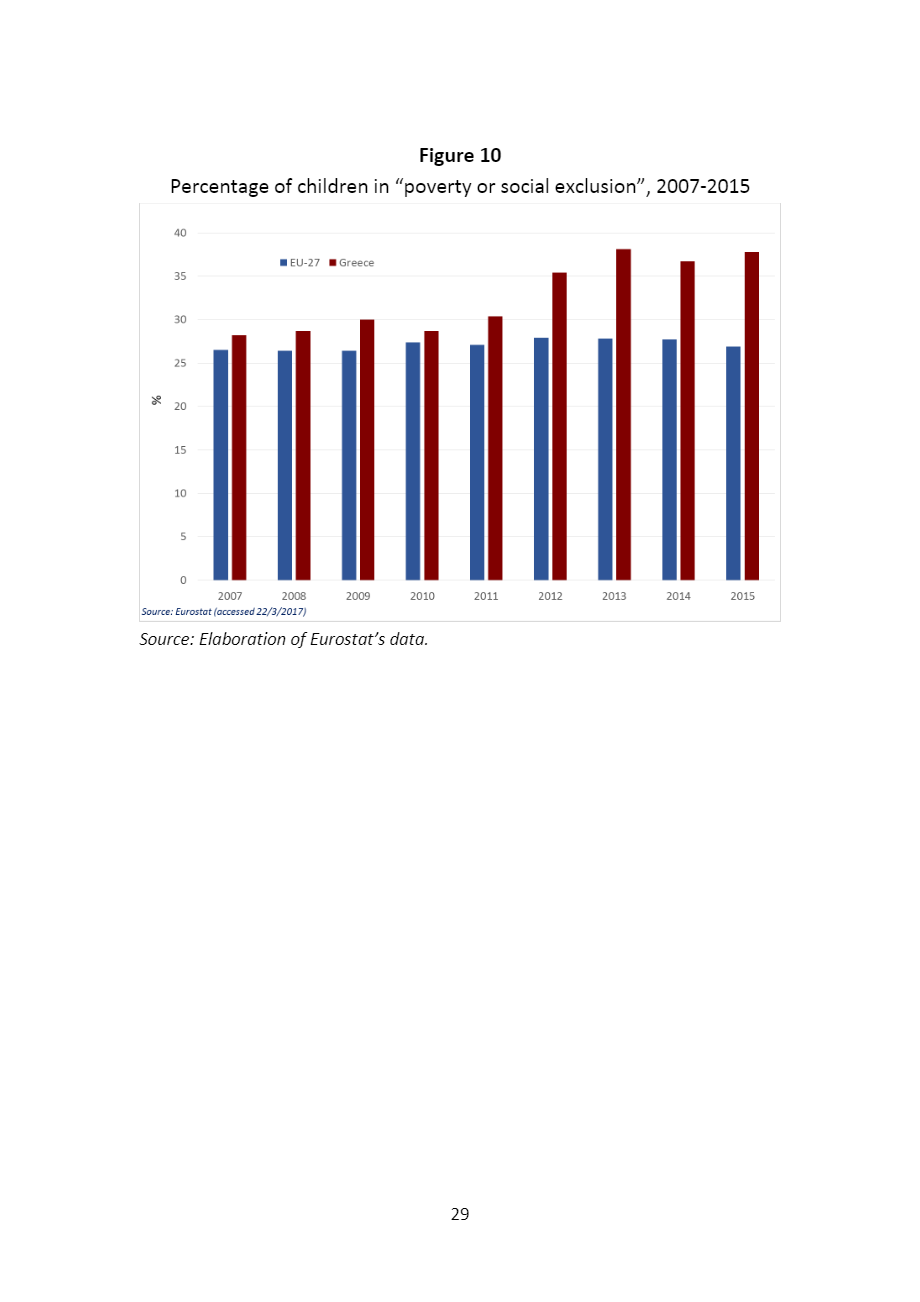 Figure 10
Percentage of children in “poverty or social exclusion”, 2007-2015
40
EU-27 Greece
35
30
25
%
20
15
10
5
0
2007 2008 2009 2010 2011 2012 2013 2014 2015
Source: Eurostat (accessed 22/3/2017)
Source: Elaboration of Eurostat’s data.
29